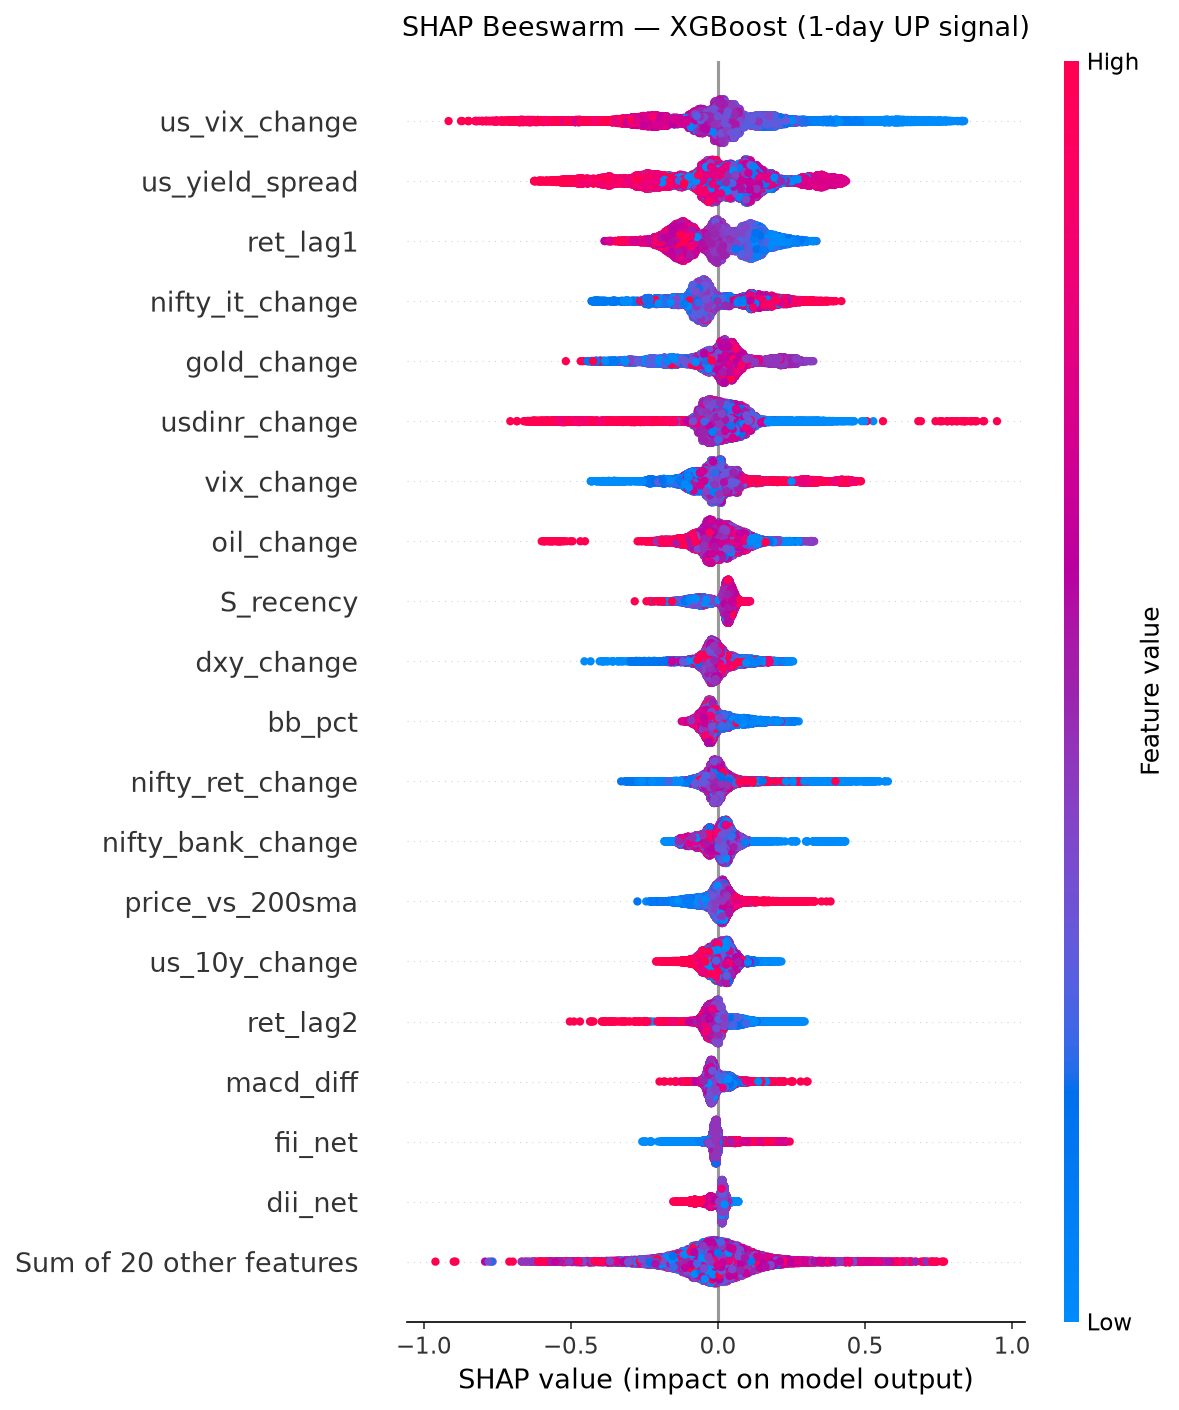 SHAP Beeswarm — XGBoost (1-day UP signal)
High
us_vix_change
us_yield_spread
ret_lag1
nifty_it_change
gold_change
usdinr_change
vix_change
oil_change
S_recency
dxy_change
bb_pct
nifty_ret_change
nifty_bank_change
price_vs_200sma
us_10y_change
ret_lag2
macd_diff
fii_net
dii_net
Sum of 20 other features
Feature value
Low
−1.0 −0.5 0.0 0.5 1.0
SHAP value (impact on model output)